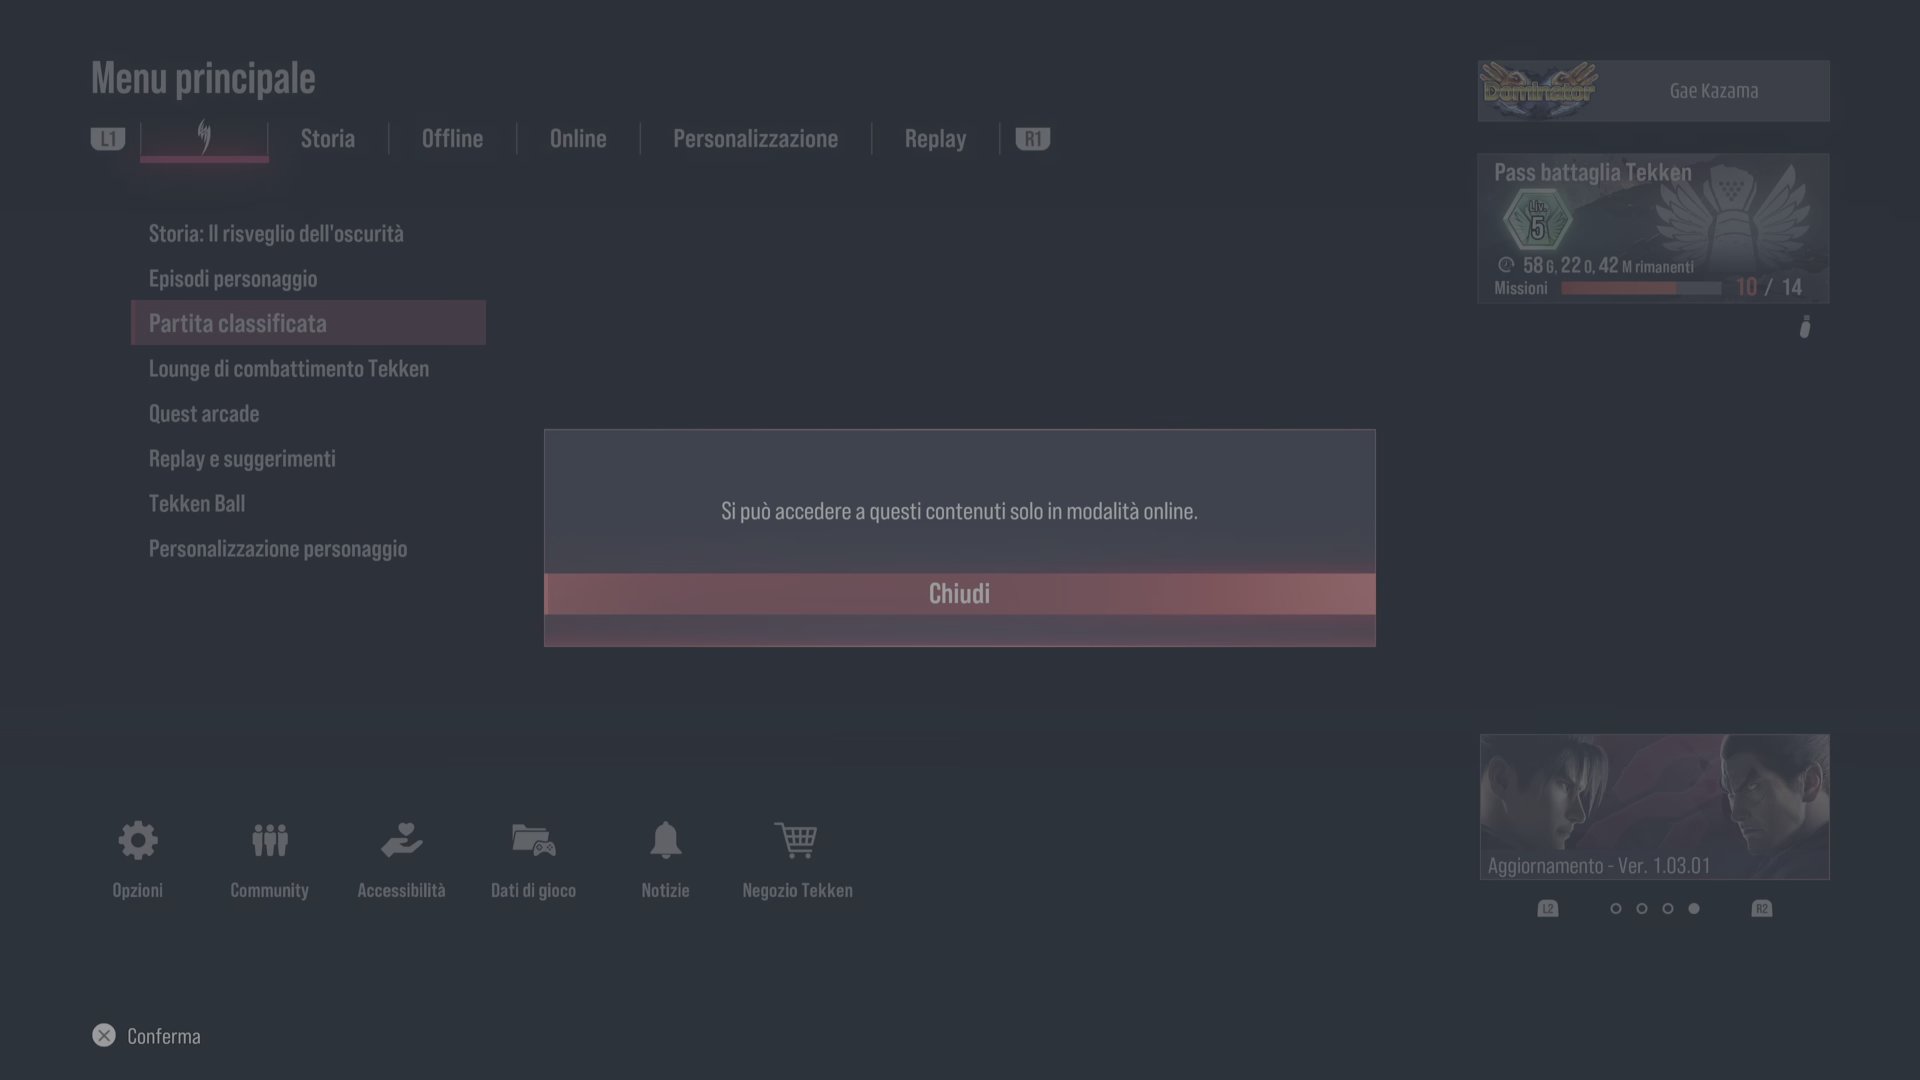 Menu principale
Dominator
Gae Kazama
L1
Storia
Offline
Online
Personalizzazione
Replay
R1
Pass battaglia Tekken
Liv.
5
58 G, 22 O, 42 M rimanenti
Missioni 10 / 14
Storia: Il risveglio dell'oscurità
Episodi personaggio
Partita classificata
Lounge di combattimento Tekken
Quest arcade
Replay e suggerimenti
Tekken Ball
Personalizzazione personaggio
Si può accedere a questi contenuti solo in modalità online.
Chiudi
Opzioni
Community
Accessibilità
Dati di gioco
Notizie
Negozio Tekken
Aggiornamento - Ver. 1.03.01
L2
R2
Conferma